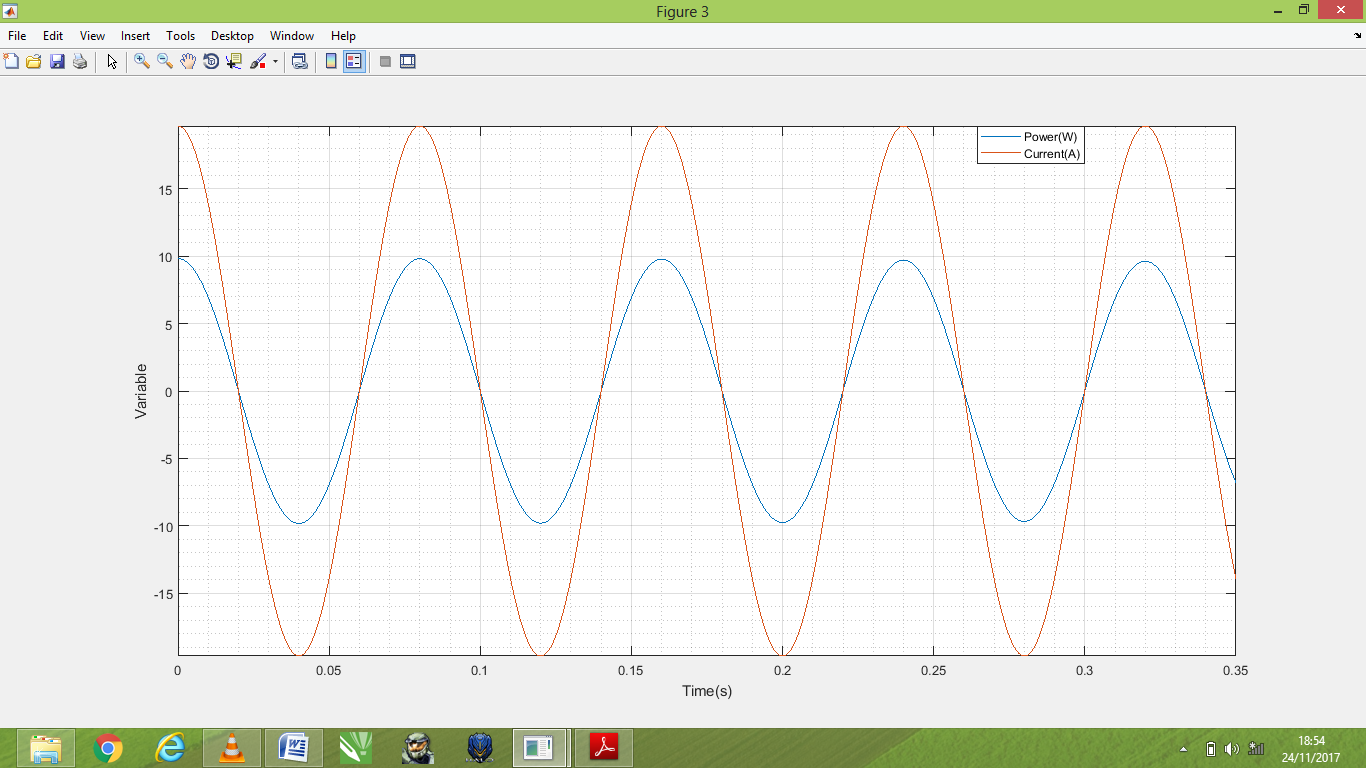 Figure 3
File Edit View Insert Tools Desktop Window Help
Power(W)
Current(A)
15
10
5
0
-5
-10
-15
Variable
0 0.05 0.1 0.15 0.2 0.25 0.3 0.35
Time(s)
18:54
24/11/2017